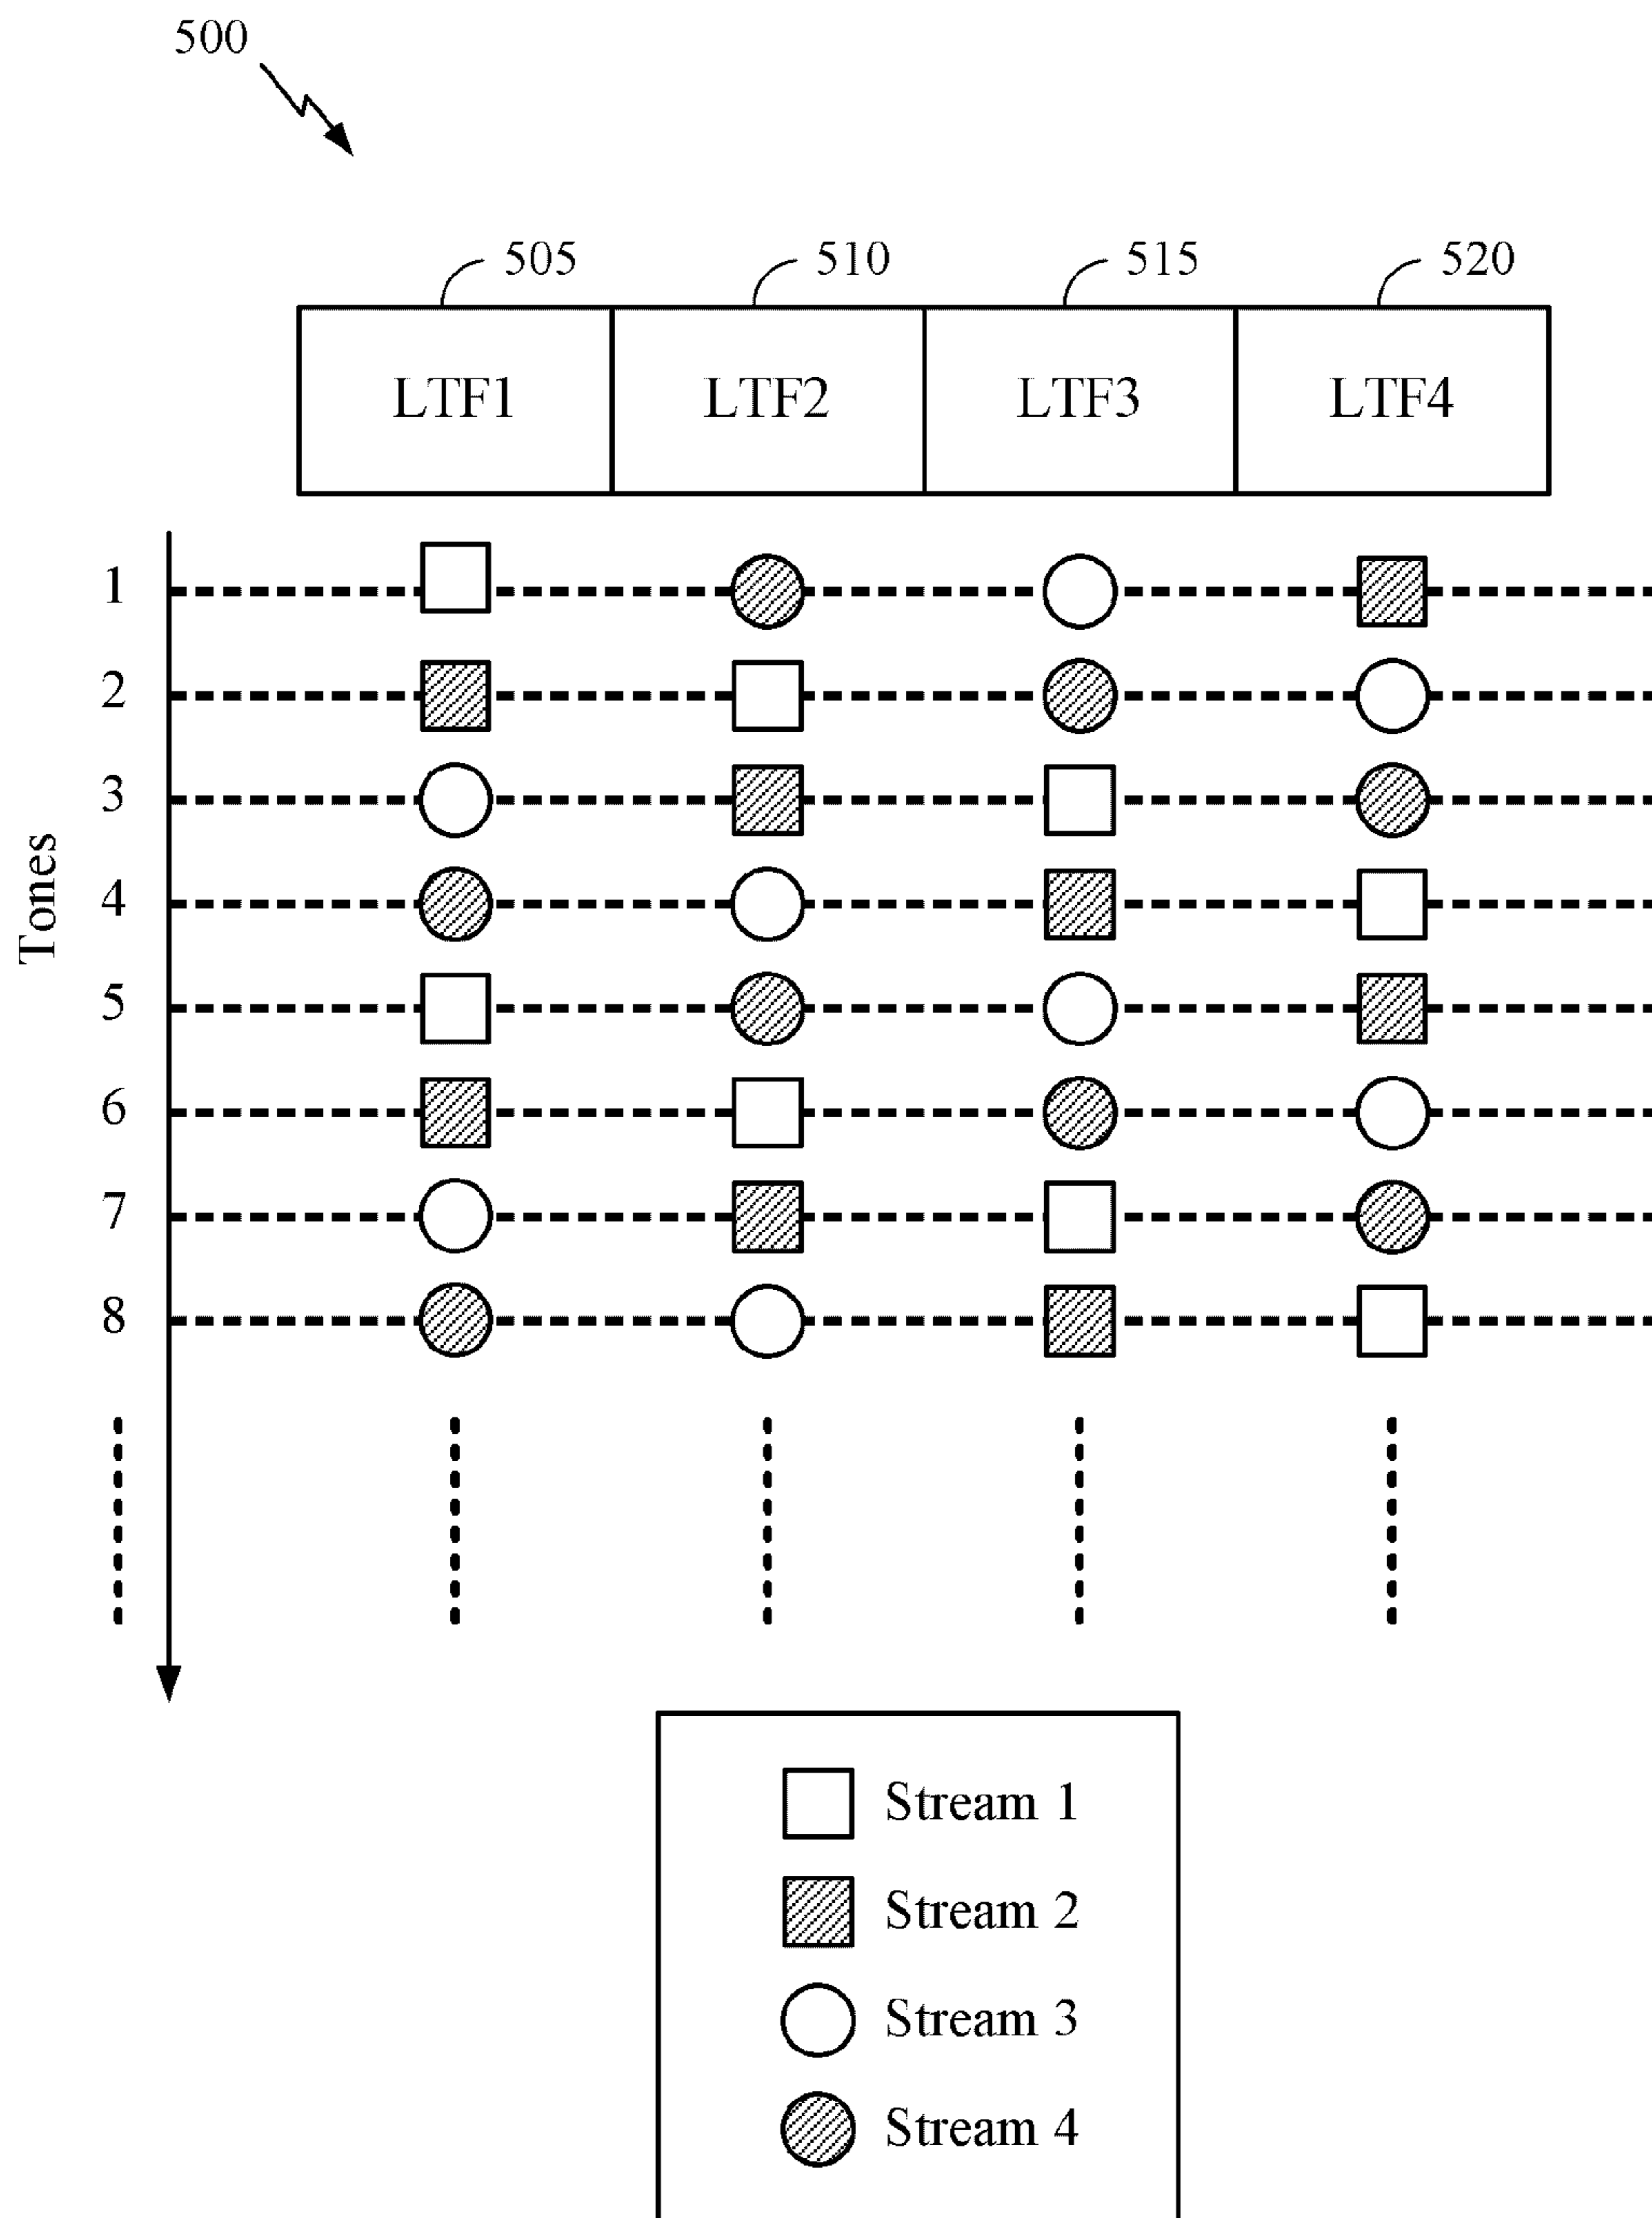 500
505 510 515 520
LTF1 LTF2 LTF3 LTF4
Tones
1
2
3
4
5
6
7
8
Stream 1
Stream 2
Stream 3
Stream 4